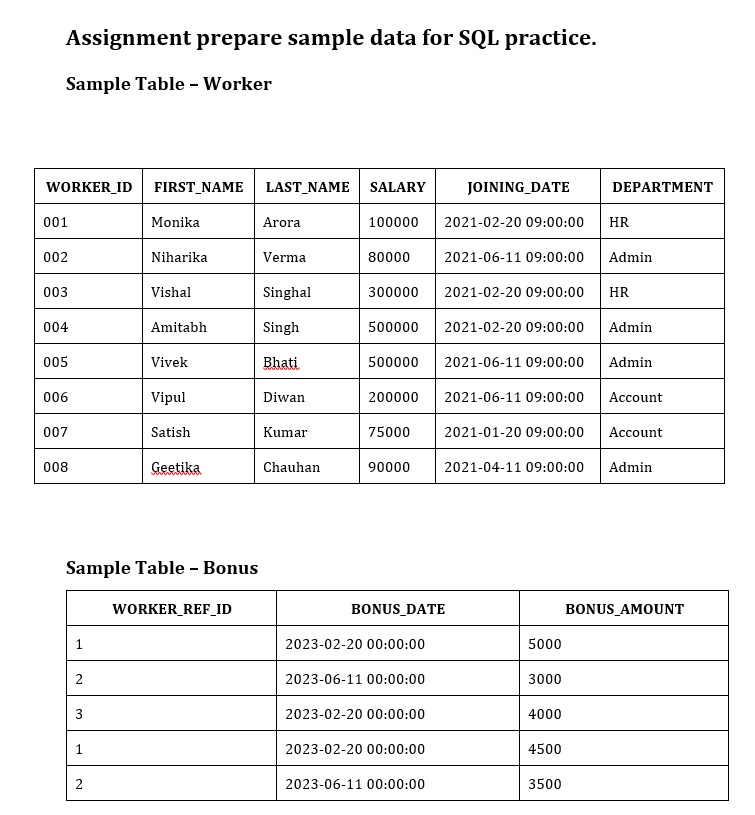 Assignment prepare sample data for SQL practice.
Sample Table – Worker
WORKER_ID FIRST_NAME LAST_NAME SALARY JOINING_DATE DEPARTMENT
001 Monika Arora 100000 2021-02-20 09:00:00 HR
002 Niharika Verma 80000 2021-06-11 09:00:00 Admin
003 Vishal Singhal 300000 2021-02-20 09:00:00 HR
004 Amitabh Singh 500000 2021-02-20 09:00:00 Admin
005 Vivek Bhati 500000 2021-06-11 09:00:00 Admin
006 Vipul Diwan 200000 2021-06-11 09:00:00 Account
007 Satish Kumar 75000 2021-01-20 09:00:00 Account
008 Geetika Chauhan 90000 2021-04-11 09:00:00 Admin
Sample Table – Bonus
WORKER_REF_ID BONUS_DATE BONUS_AMOUNT
1 2023-02-20 00:00:00 5000
2 2023-06-11 00:00:00 3000
3 2023-02-20 00:00:00 4000
1 2023-02-20 00:00:00 4500
2 2023-06-11 00:00:00 3500